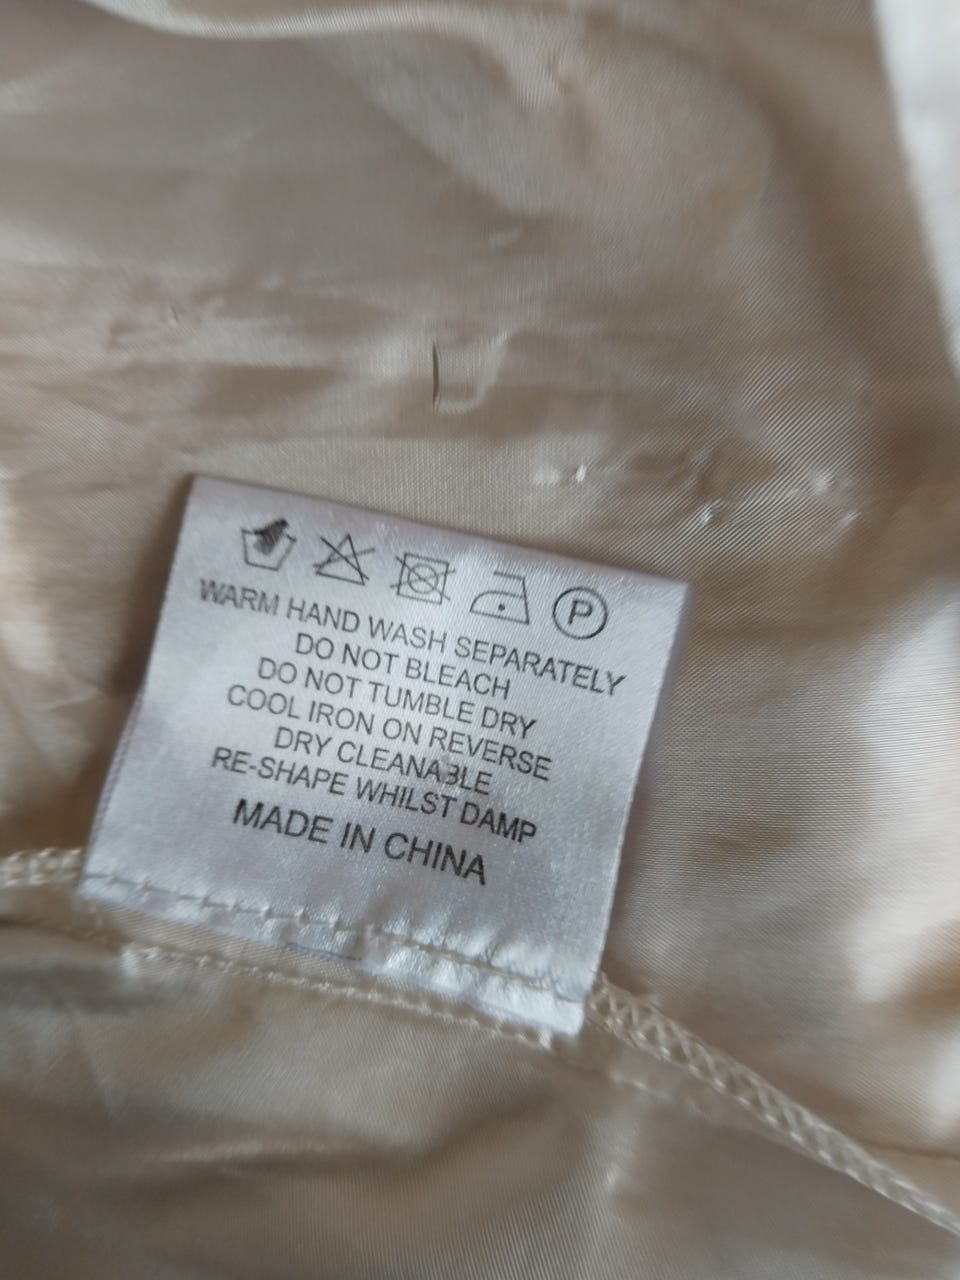 P
WARM HAND WASH SEPARATELY
DO NOT BLEACH
DO NOT TUMBLE DRY
COOL IRON ON REVERSE
DRY CLEANABLE
RE-SHAPE WHILST DAMP
MADE IN CHINA